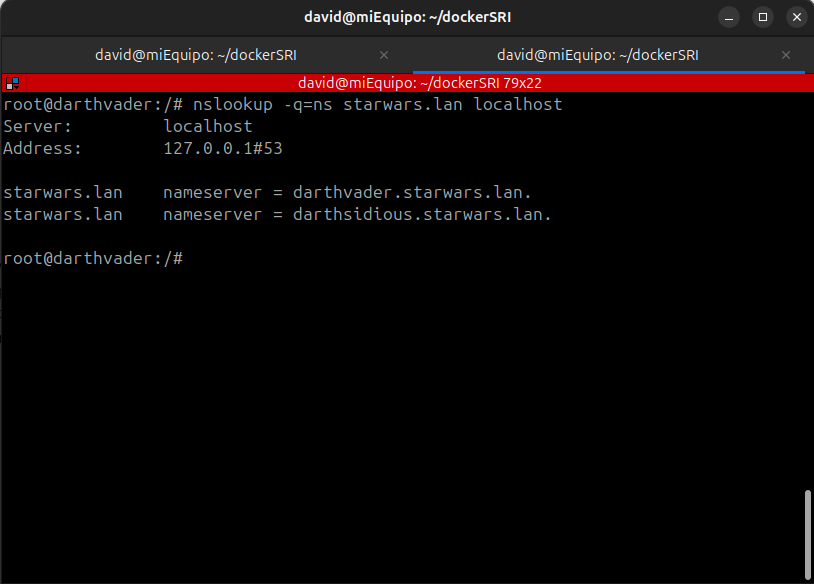 david@miEquipo: ~/dockerSRI
david@miEquipo: ~/dockerSRI × david@miEquipo: ~/dockerSRI ×
david@miEquipo: ~/dockerSRI 79x22
root@darthvader:/# nslookup -q=ns starwars.lan localhost
Server:         localhost
Address:        127.0.0.1#53
starwars.lan    nameserver = darthvader.starwars.lan.
starwars.lan    nameserver = darthsidious.starwars.lan.
root@darthvader:/#